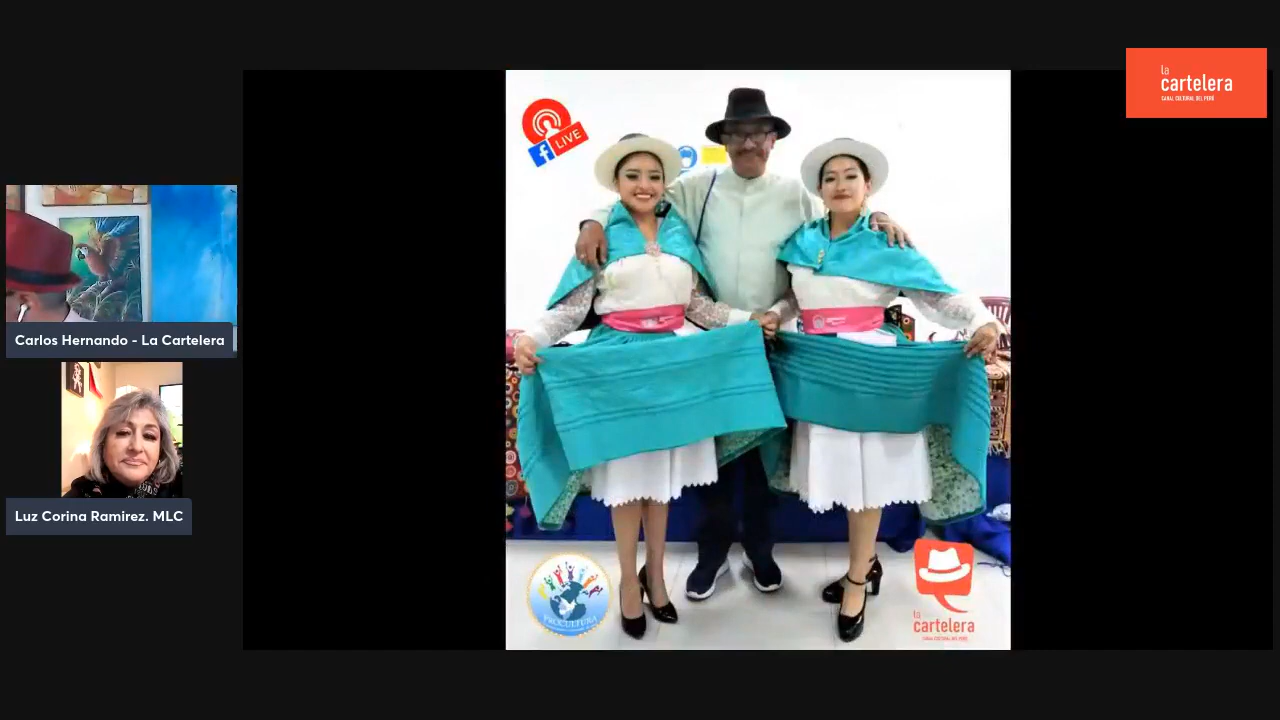 la
cartelera
CANAL CULTURAL DEL PERÚ
f LIVE
Carlos Hernando - La Cartelera
Luz Corina Ramirez. MLC
PROCULTURA
la
cartelera
CANAL CULTURAL DEL PERÚ